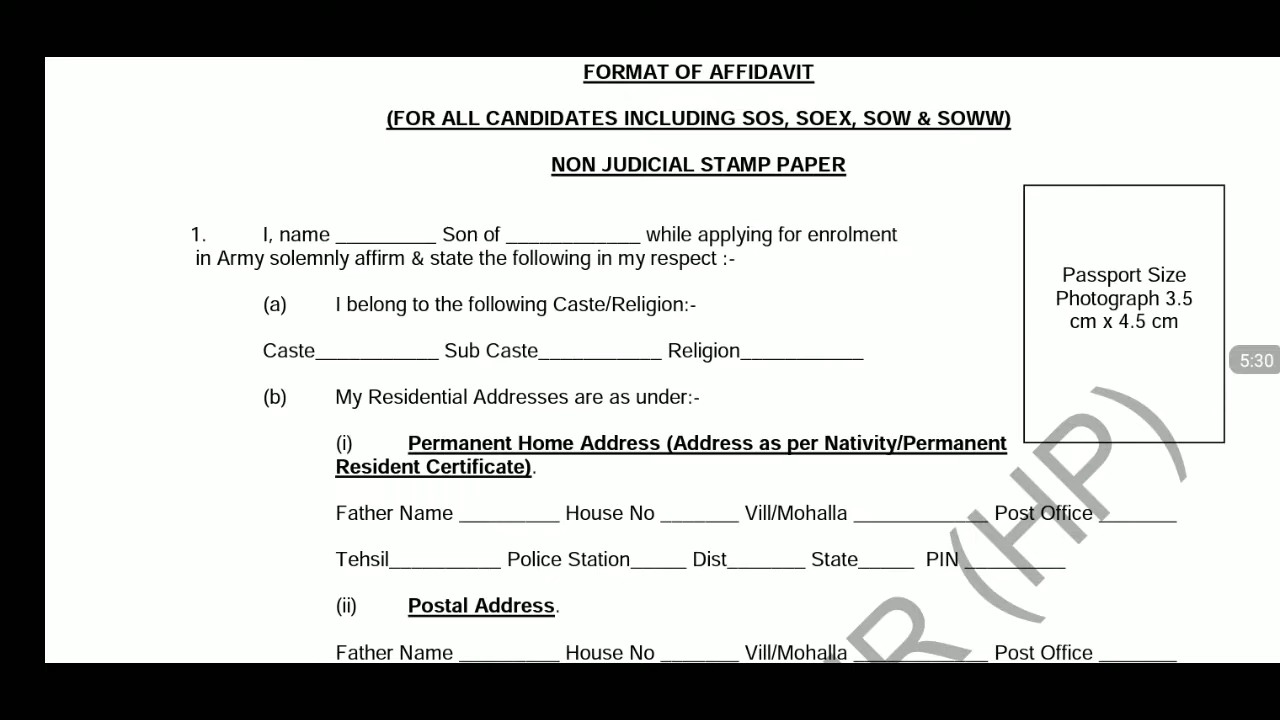 FORMAT OF AFFIDAVIT
(FOR ALL CANDIDATES INCLUDING SOS, SOEX, SOW & SOWW)
NON JUDICIAL STAMP PAPER
1. I, name _________ Son of ____________ while applying for enrolment
in Army solemnly affirm & state the following in my respect :-
Passport Size
Photograph 3.5
cm x 4.5 cm
(a) I belong to the following Caste/Religion:-
Caste___________ Sub Caste___________ Religion___________
5:30
(b) My Residential Addresses are as under:-
(i) Permanent Home Address (Address as per Nativity/Permanent
Resident Certificate).
Father Name _________ House No _______ Vill/Mohalla ____________ Post Office _______
Tehsil__________ Police Station_____ Dist_______ State_____ PIN _________
(ii) Postal Address.
Father Name _________ House No _______ Vill/Mohalla ____________ Post Office _______
R (HP)